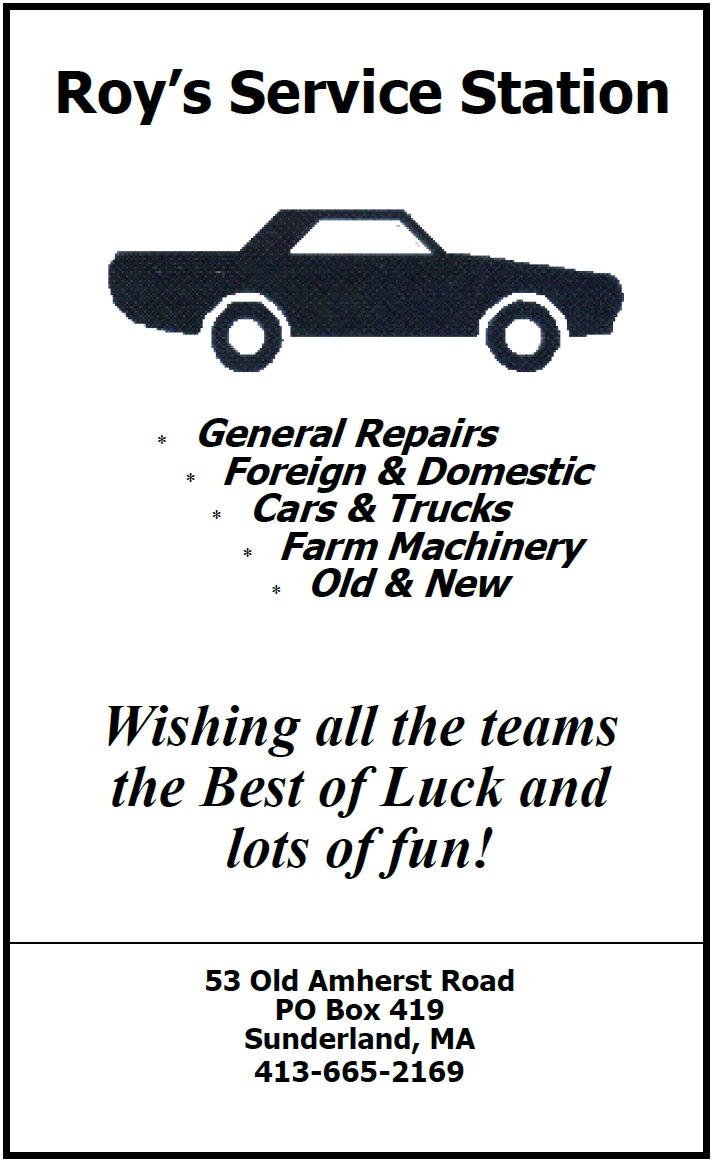 Roy’s Service Station
* General Repairs
* Foreign & Domestic
* Cars & Trucks
* Farm Machinery
* Old & New
Wishing all the teams
the Best of Luck and
lots of fun!
53 Old Amherst Road
PO Box 419
Sunderland, MA
413-665-2169